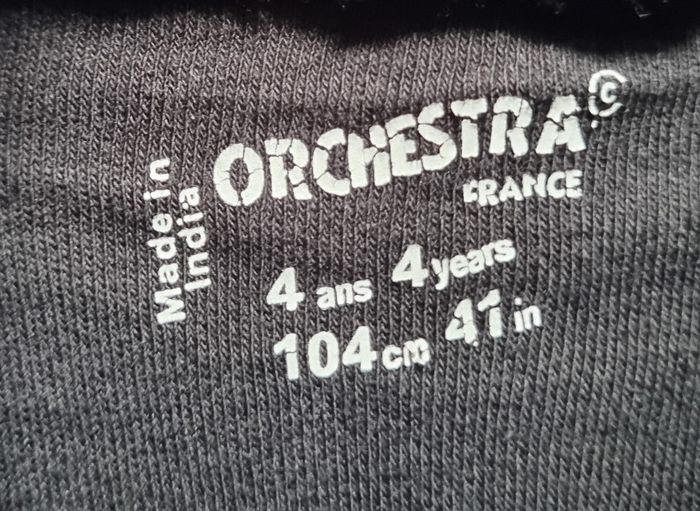 ORCHESTRA ©
FRANCE
Made in
India
4 ans 4 years
104 cm 41 in